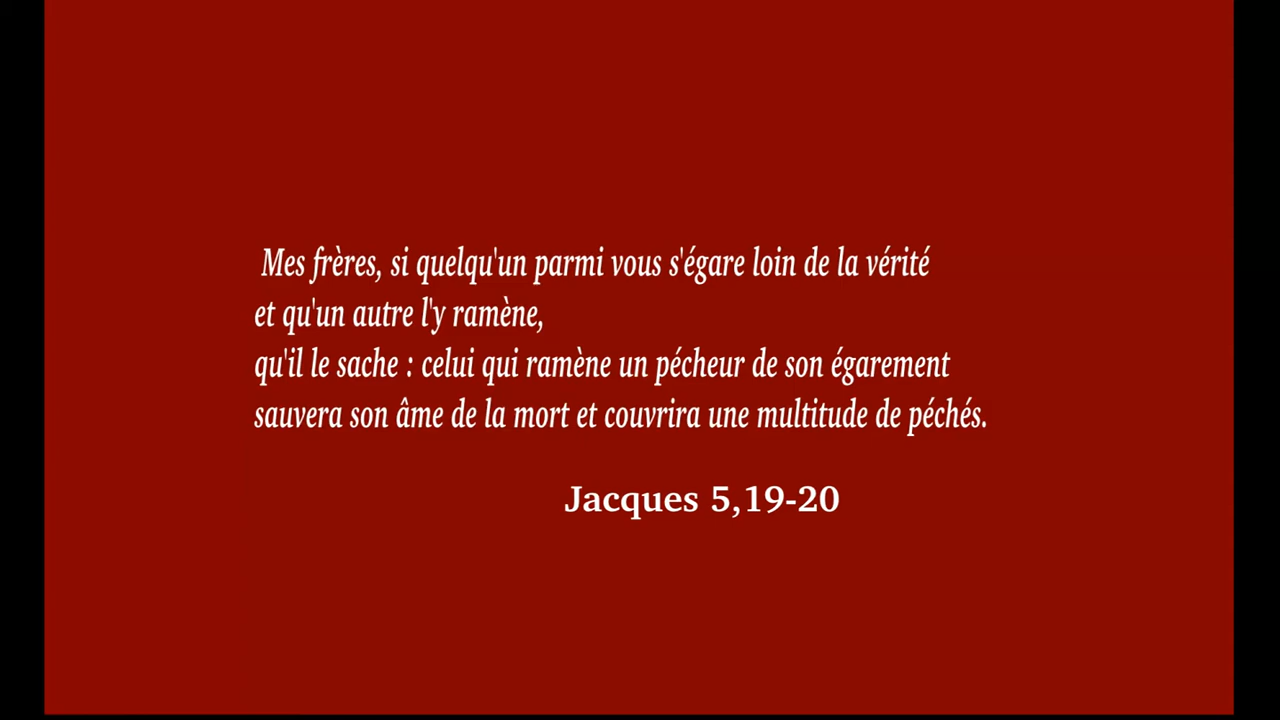 Mes frères, si quelqu'un parmi vous s'égare loin de la vérité
et qu'un autre l'y ramène,
qu'il le sache : celui qui ramène un pécheur de son égarement
sauvera son âme de la mort et couvrira une multitude de péchés.
Jacques 5,19-20